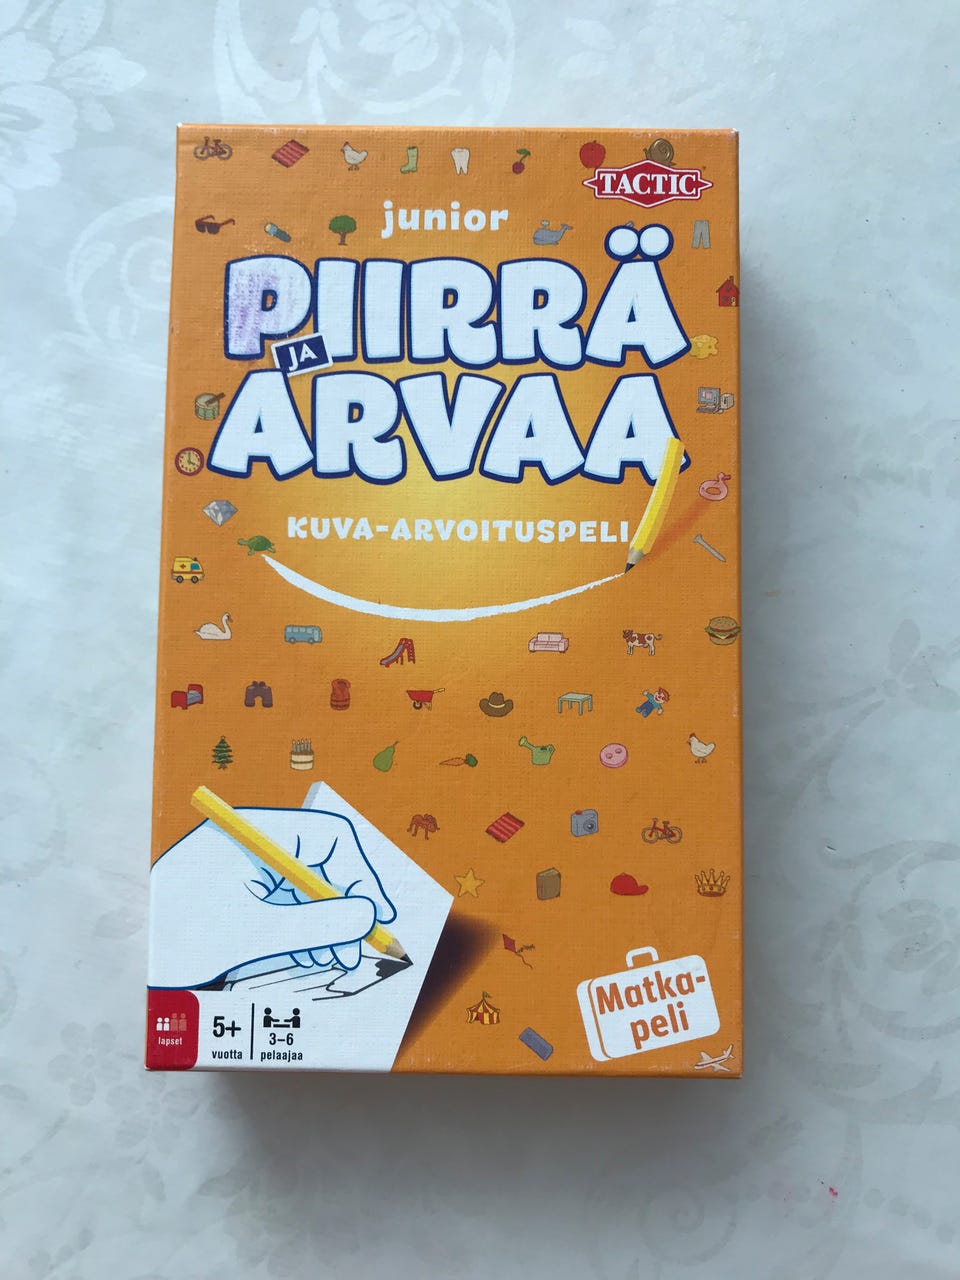 TACTIC
junior
PIIRRÄ
JA
ARVAA
KUVA-ARVOITUSPELI
Matka-
peli
lapset
5+
vuotta
3-6
pelaajaa